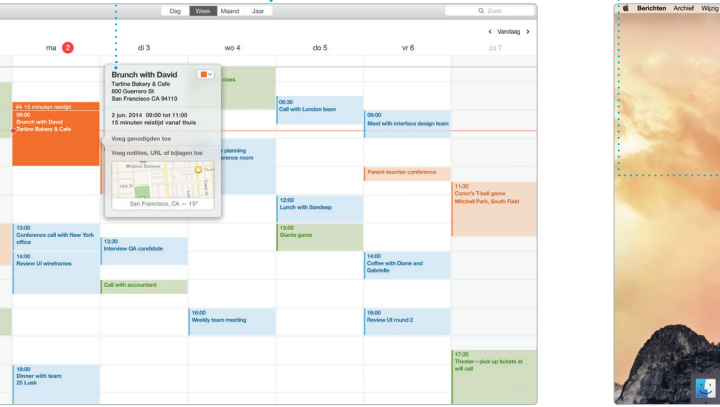 Dag Week Maand Jaar
Zoek
Vandaag
ma 2
di 3
wo 4
do 5
vr 6
za 7
15 minuten reistijd
09:00
Brunch with David
Tartine Bakery & Cafe
13:00
Conference call with New York
office
14:00
Review UI wireframes
18:00
Dinner with team
25 Lusk
Brunch with David
Tartine Bakery & Cafe
600 Guerrero St
San Francisco CA 94110
2 jun. 2014 09:00 tot 11:00
15 minuten reistijd vanaf thuis
Voeg genodigden toe
Voeg notities, URL of bijlagen toe
Mission Dolores
San Francisco, CA — 15°
13:30
Interview QA candidate
Call with accountant
class
planning
16:00
Weekly team meeting
08:30
Call with London team
12:00
Lunch with Sandeep
13:00
Giants game
09:00
Meet with interface design team
Parent-teacher conference
14:00
Coffee with Diane and
Gabrielle
16:00
Review UI round 2
11:30
Conor's T-ball game
Mitchell Park, South Field
17:30
Theater—pick up tickets at
will call
Berichten Archief Wijzig